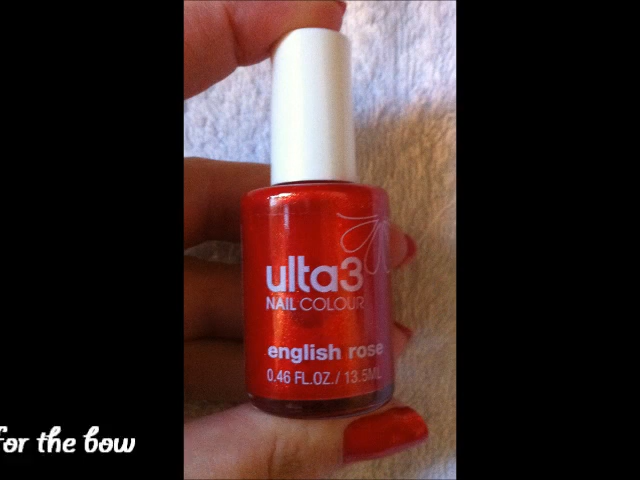 ulta3
NAIL COLOUR
english rose
0.46 FL.OZ./ 13.5ML
for the bow